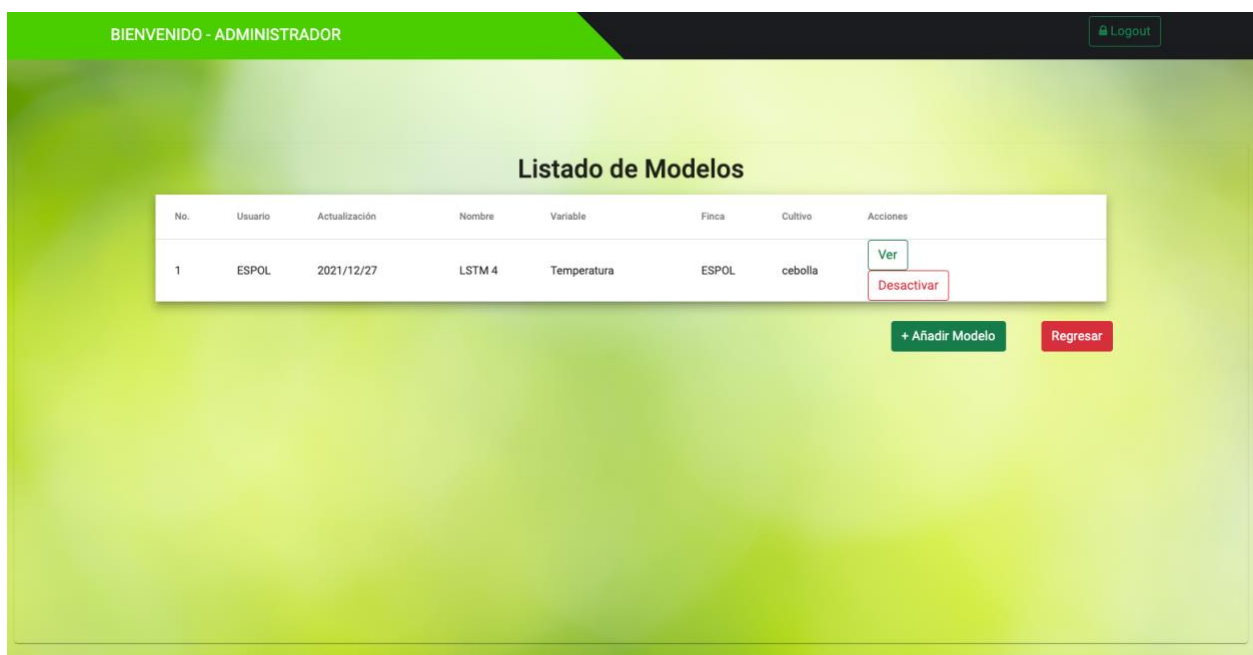 BIENVENIDO - ADMINISTRADOR Logout
Listado de Modelos
No. Usuario Actualización Nombre Variable Finca Cultivo Acciones
Ver
1 ESPOL 2021/12/27 LSTM 4 Temperatura ESPOL cebolla
Desactivar
+ Añadir Modelo Regresar